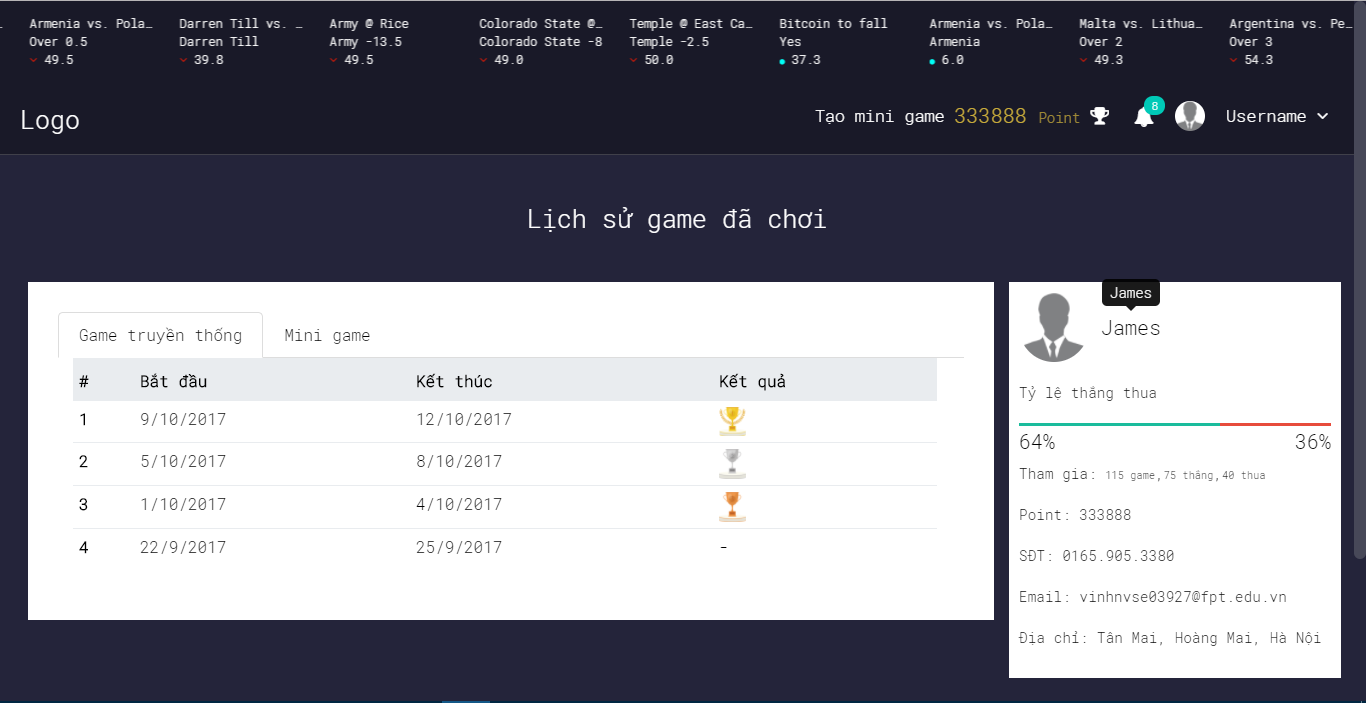 Armenia vs. Pola…
Over 0.5
49.5
Darren Till vs. …
Darren Till
39.8
Army @ Rice
Army -13.5
49.5
Colorado State @…
Colorado State -8
49.0
Temple @ East Ca…
Temple -2.5
50.0
Bitcoin to fall
Yes
37.3
Armenia vs. Pola…
Armenia
6.0
Malta vs. Lithua…
Over 2
49.3
Argentina vs. Pe…
Over 3
54.3
Logo
Tạo mini game 333888 Point
8
Username
Lịch sử game đã chơi
Game truyền thống Mini game
# Bắt đầu Kết thúc Kết quả
1 9/10/2017 12/10/2017
2 5/10/2017 8/10/2017
3 1/10/2017 4/10/2017
4 22/9/2017 25/9/2017 -
James
James
Tỷ lệ thắng thua
64% 36%
Tham gia: 115 game,75 thắng,40 thua
Point: 333888
SĐT: 0165.905.3380
Email: vinhnvse03927@fpt.edu.vn
Địa chỉ: Tân Mai, Hoàng Mai, Hà Nội